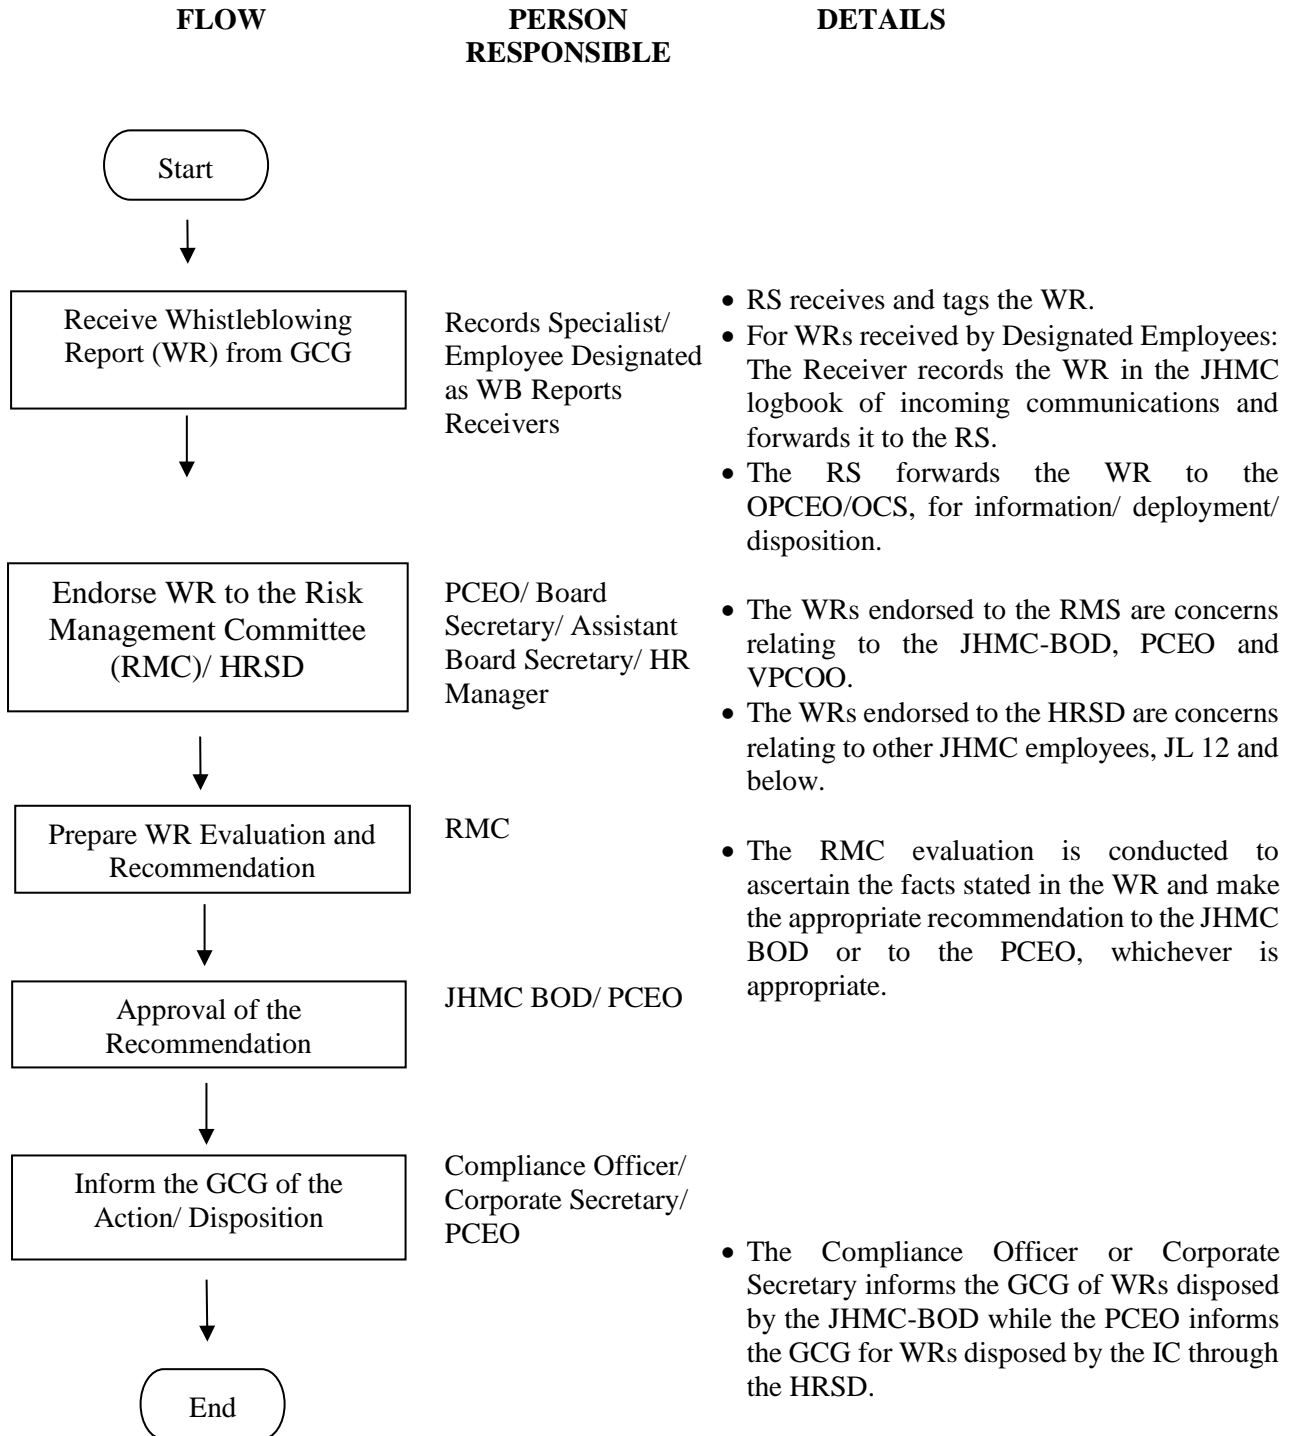 FLOW
PERSON
RESPONSIBLE
DETAILS
Start
Receive Whistleblowing
Report (WR) from GCG
Records Specialist/
Employee Designated
as WB Reports
Receivers
• RS receives and tags the WR.
• For WRs received by Designated Employees:
The Receiver records the WR in the JHMC
logbook of incoming communications and
forwards it to the RS.
• The RS forwards the WR to the
OPCEO/OCS, for information/ deployment/
disposition.
Endorse WR to the Risk
Management Committee
(RMC)/ HRSD
PCEO/ Board
Secretary/ Assistant
Board Secretary/ HR
Manager
• The WRs endorsed to the RMS are concerns
relating to the JHMC-BOD, PCEO and
VPCOO.
• The WRs endorsed to the HRSD are concerns
relating to other JHMC employees, JL 12 and
below.
Prepare WR Evaluation and
Recommendation
RMC
• The RMC evaluation is conducted to
ascertain the facts stated in the WR and make
the appropriate recommendation to the JHMC
BOD or to the PCEO, whichever is
appropriate.
Approval of the
Recommendation
JHMC BOD/ PCEO
Inform the GCG of the
Action/ Disposition
Compliance Officer/
Corporate Secretary/
PCEO
• The Compliance Officer or Corporate
Secretary informs the GCG of WRs disposed
by the JHMC-BOD while the PCEO informs
the GCG for WRs disposed by the IC through
the HRSD.
End